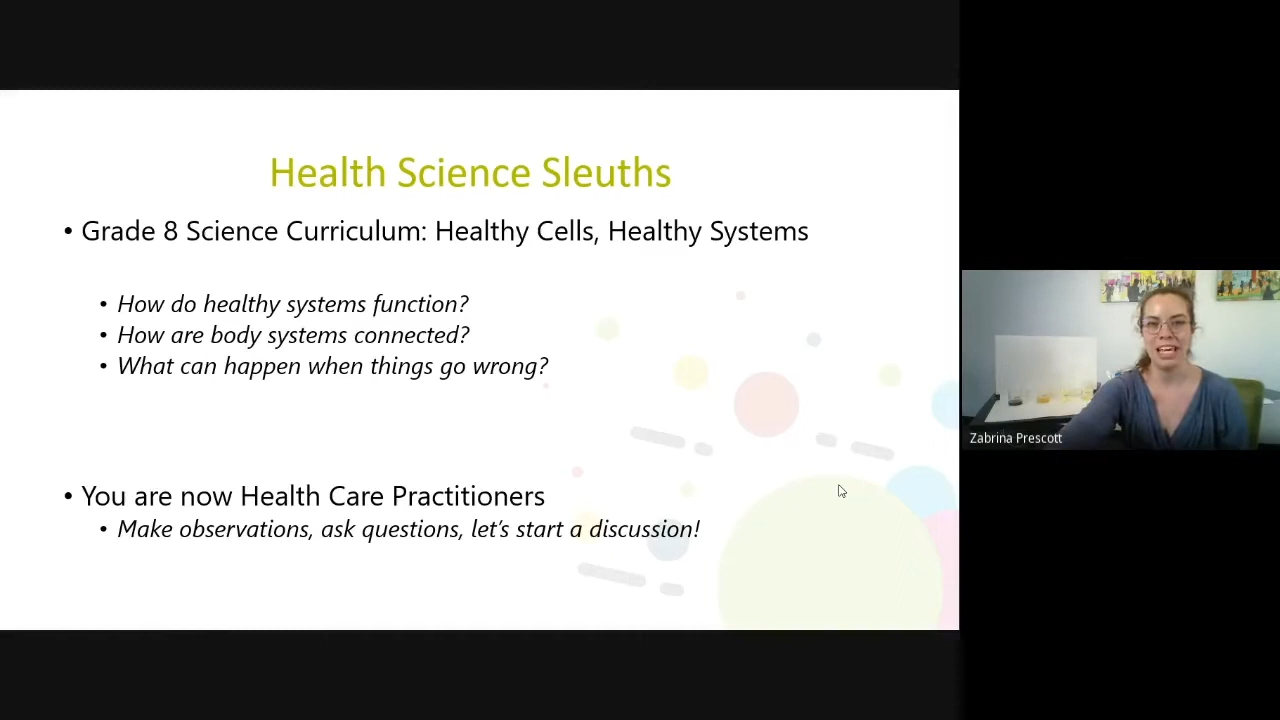 Health Science Sleuths
• Grade 8 Science Curriculum: Healthy Cells, Healthy Systems
• How do healthy systems function?
• How are body systems connected?
• What can happen when things go wrong?
• You are now Health Care Practitioners
• Make observations, ask questions, let's start a discussion!
Zabrina Prescott